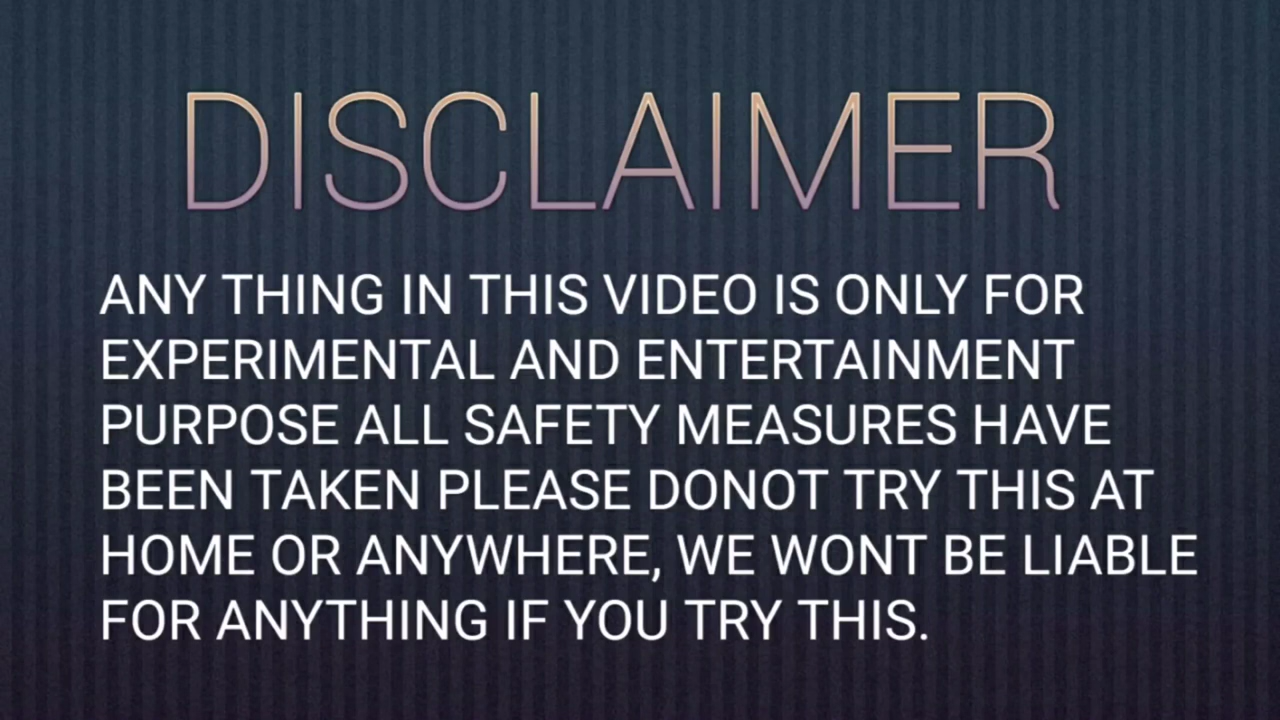 DISCLAIMER
ANY THING IN THIS VIDEO IS ONLY FOR
EXPERIMENTAL AND ENTERTAINMENT
PURPOSE ALL SAFETY MEASURES HAVE
BEEN TAKEN PLEASE DONOT TRY THIS AT
HOME OR ANYWHERE, WE WONT BE LIABLE
FOR ANYTHING IF YOU TRY THIS.